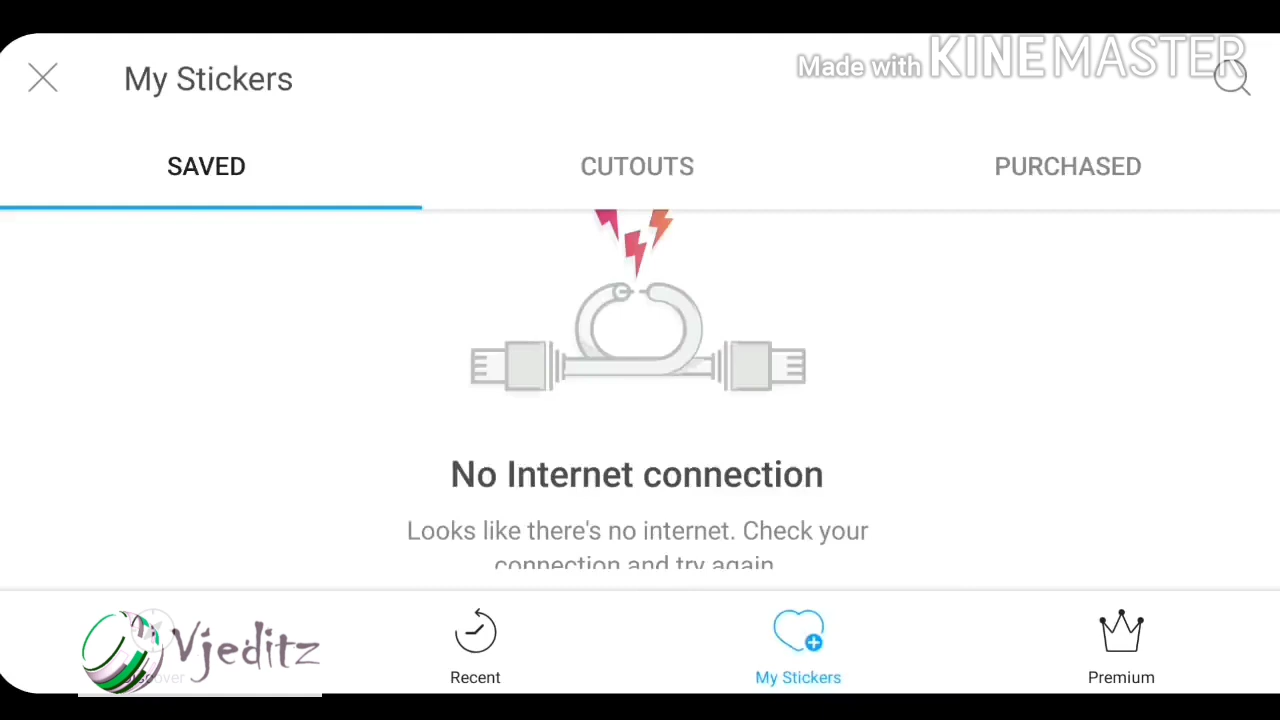 Made with KINEMASTER
My Stickers
SAVED CUTOUTS PURCHASED
No Internet connection
Looks like there's no internet. Check your
connection and try again
Vjeditz
Discover Recent My Stickers Premium